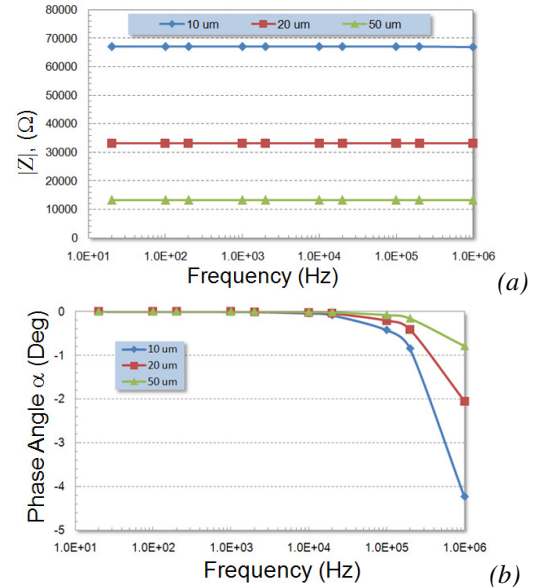 80000
70000
60000
50000
40000
30000
20000
10000
0
|Z|, (Ω)
10 um 20 um 50 um
1.0E+01 1.0E+02 1.0E+03 1.0E+04 1.0E+05 1.0E+06
Frequency (Hz)
(a)
0
-1
-2
-3
-4
-5
Phase Angle α (Deg)
10 um
20 um
50 um
1.0E+01 1.0E+02 1.0E+03 1.0E+04 1.0E+05 1.0E+06
Frequency (Hz)
(b)